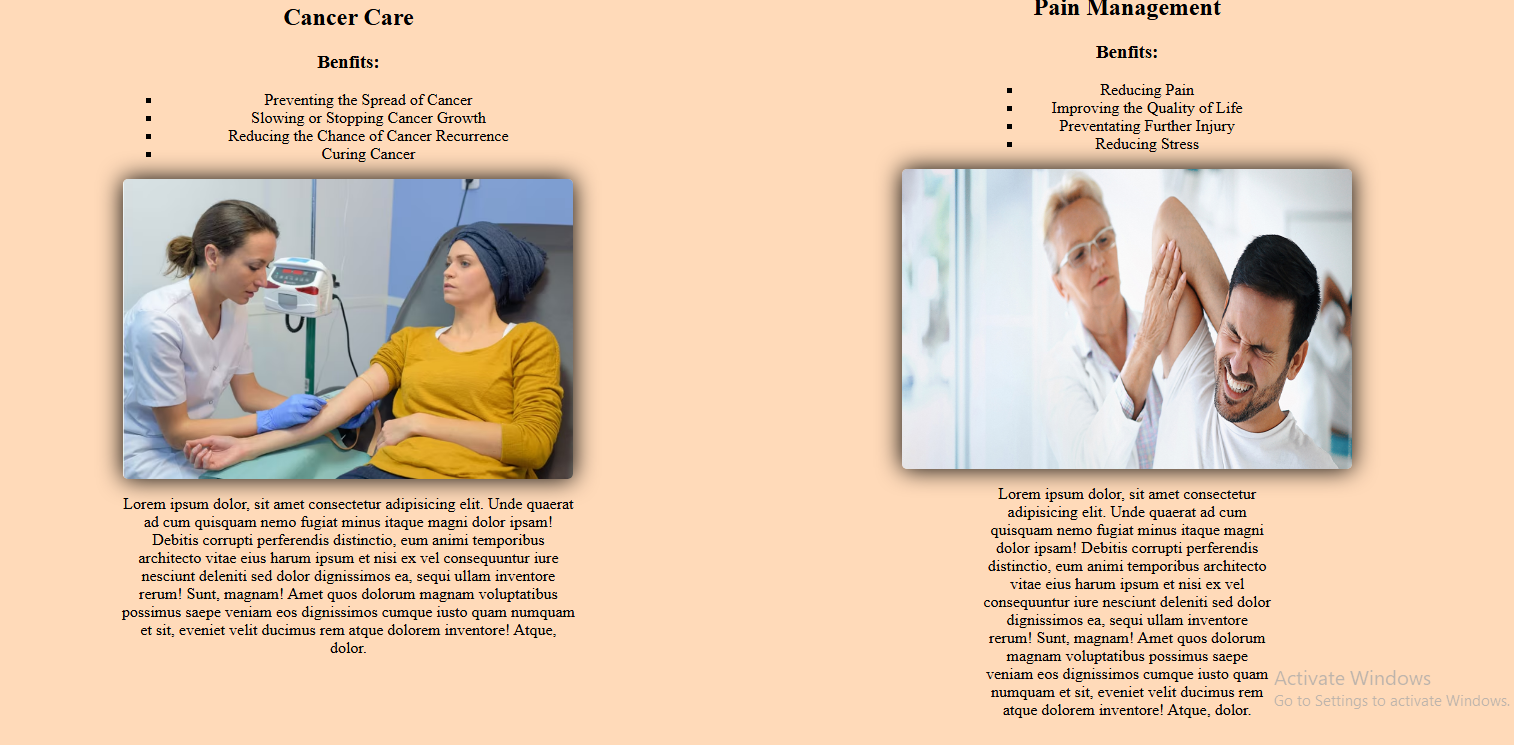 Cancer Care
Benfits:
Preventing the Spread of Cancer
Slowing or Stopping Cancer Growth
Reducing the Chance of Cancer Recurrence
Curing Cancer
Lorem ipsum dolor, sit amet consectetur adipisicing elit. Unde quaerat
ad cum quisquam nemo fugiat minus itaque magni dolor ipsam!
Debitis corrupti perferendis distinctio, eum animi temporibus
architecto vitae eius harum ipsum et nisi ex vel consequuntur iure
nesciunt deleniti sed dolor dignissimos ea, sequi ullam inventore
rerum! Sunt, magnam! Amet quos dolorum magnam voluptatibus
possimus saepe veniam eos dignissimos cumque iusto quam numquam
et sit, eveniet velit ducimus rem atque dolorem inventore! Atque,
dolor.
Pain Management
Benfits:
Reducing Pain
Improving the Quality of Life
Preventating Further Injury
Reducing Stress
Lorem ipsum dolor, sit amet consectetur
adipisicing elit. Unde quaerat ad cum
quisquam nemo fugiat minus itaque magni
dolor ipsam! Debitis corrupti perferendis
distinctio, eum animi temporibus architecto
vitae eius harum ipsum et nisi ex vel
consequuntur iure nesciunt deleniti sed dolor
dignissimos ea, sequi ullam inventore
rerum! Sunt, magnam! Amet quos dolorum
magnam voluptatibus possimus saepe
veniam eos dignissimos cumque iusto quam
numquam et sit, eveniet velit ducimus rem
atque dolorem inventore! Atque, dolor.
Activate Windows
Go to Settings to activate Windows.